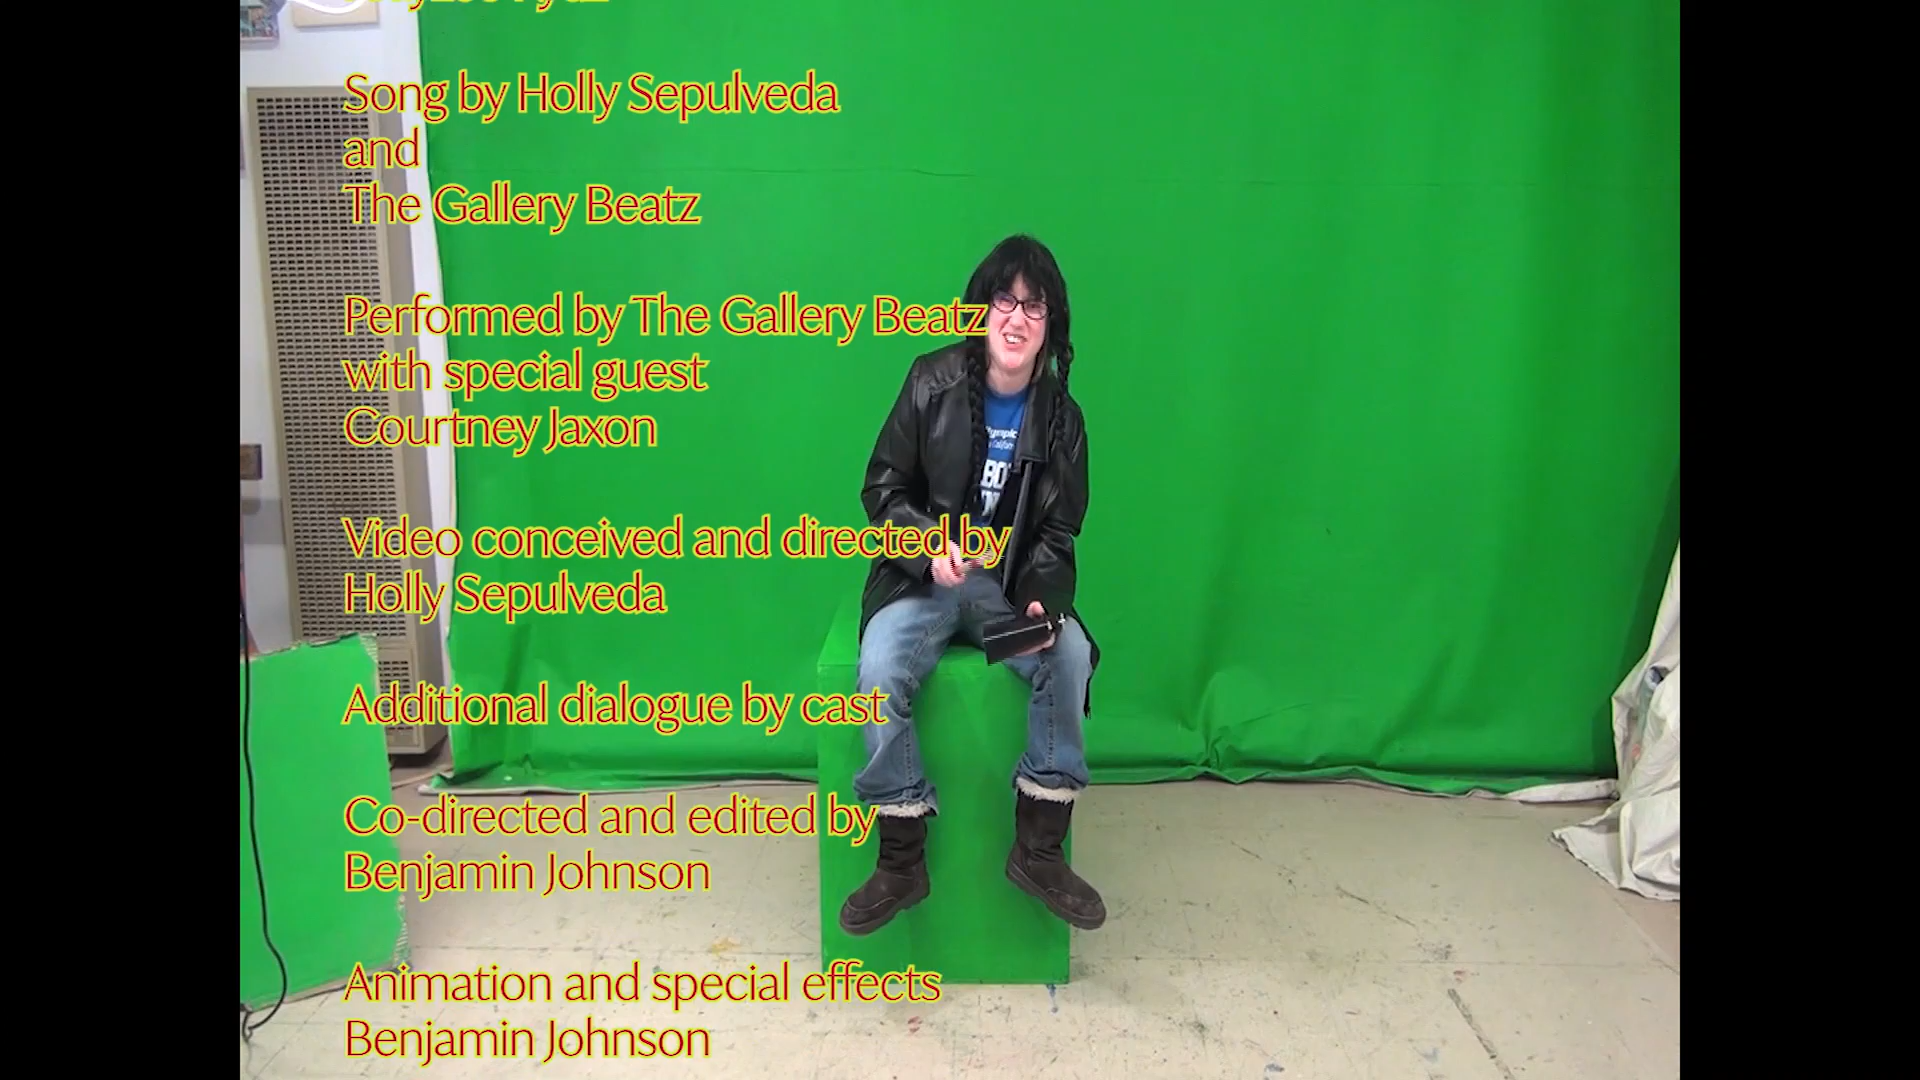 Song by Holly Sepulveda
and
The Gallery Beatz
Performed by The Gallery Beatz
with special guest
Courtney Jaxon
Video conceived and directed by
Holly Sepulveda
Additional dialogue by cast
Co-directed and edited by
Benjamin Johnson
Animation and special effects
Benjamin Johnson